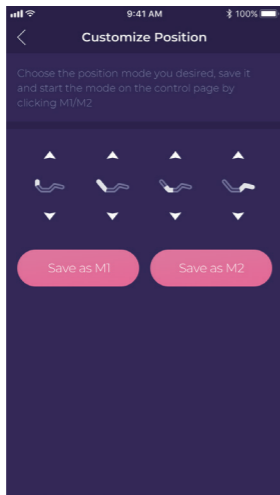 9:41 AM 100%
Customize Position
Choose the position mode you desired, save it
and start the mode on the control page by
clicking M1/M2
Save as M1 Save as M2